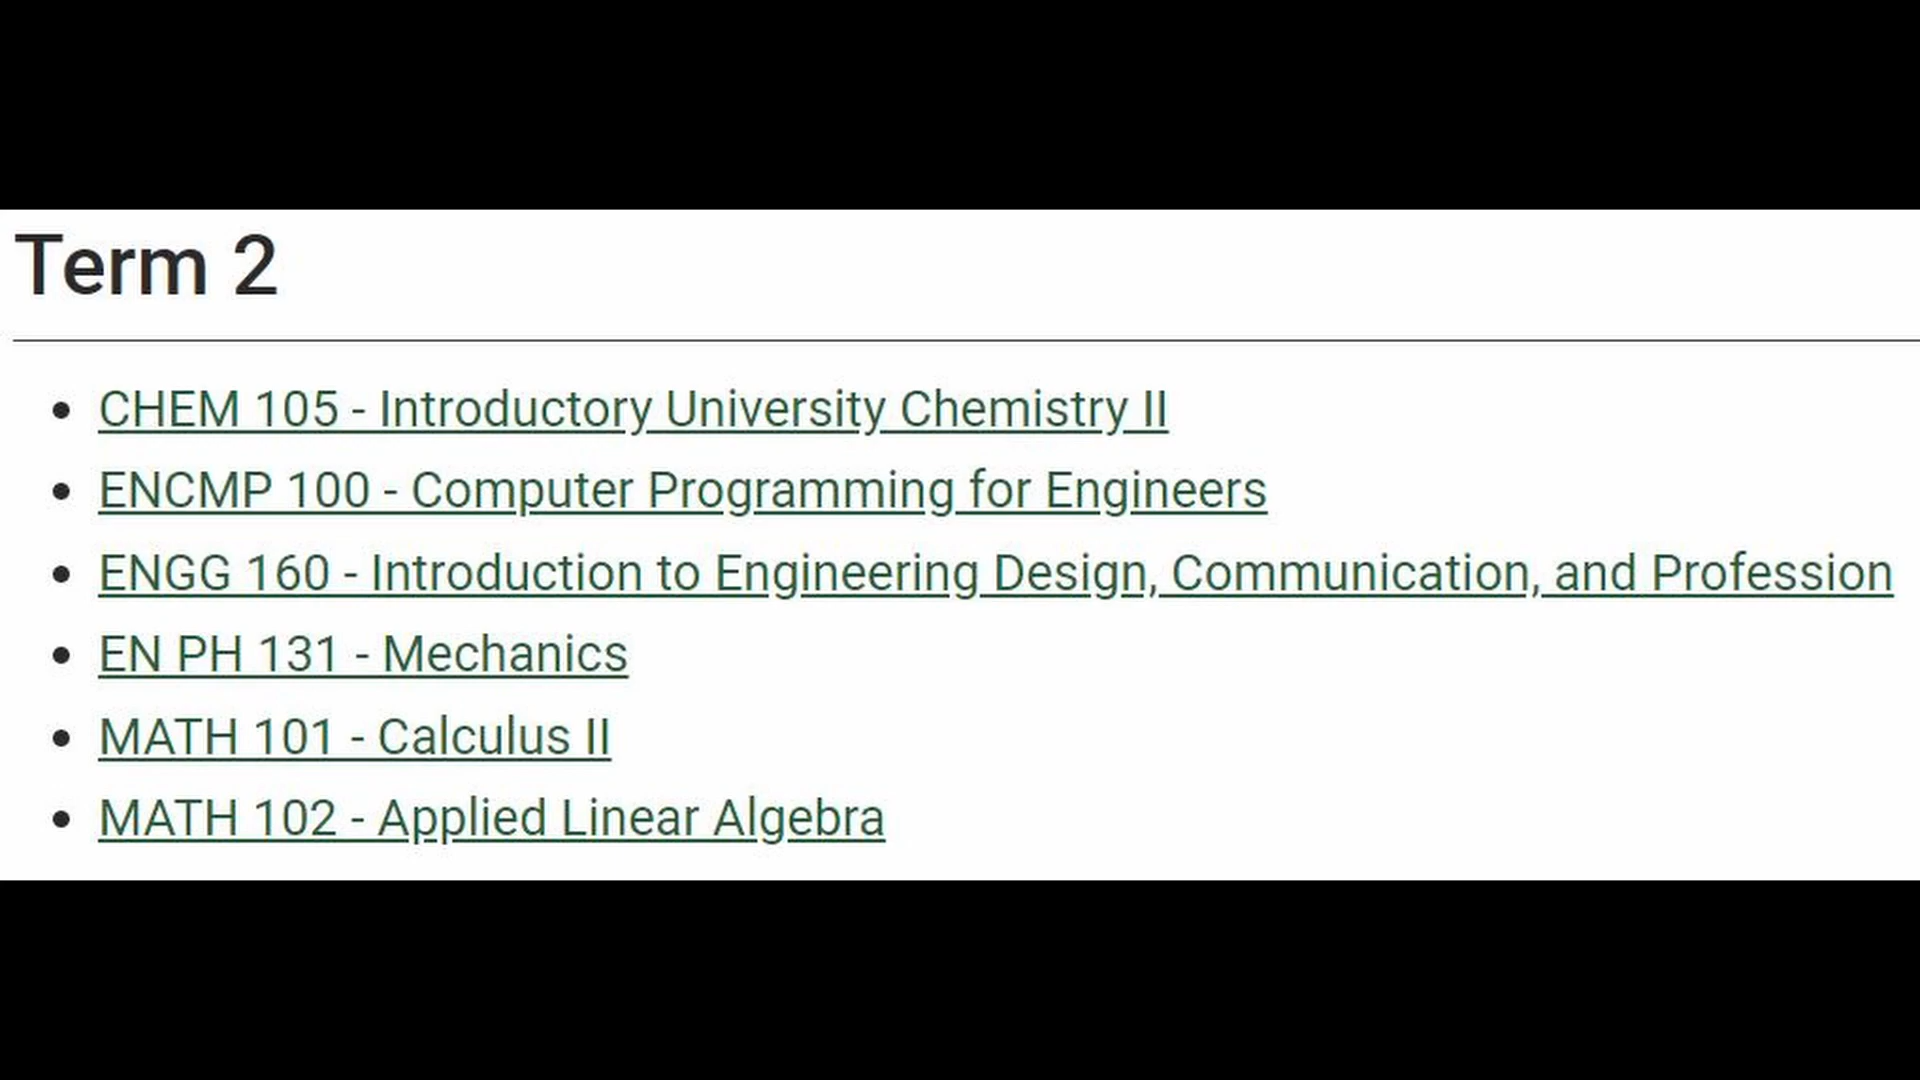 Term 2
CHEM 105 - Introductory University Chemistry II
ENCMP 100 - Computer Programming for Engineers
ENGG 160 - Introduction to Engineering Design, Communication, and Profession
EN PH 131 - Mechanics
MATH 101 - Calculus II
MATH 102 - Applied Linear Algebra